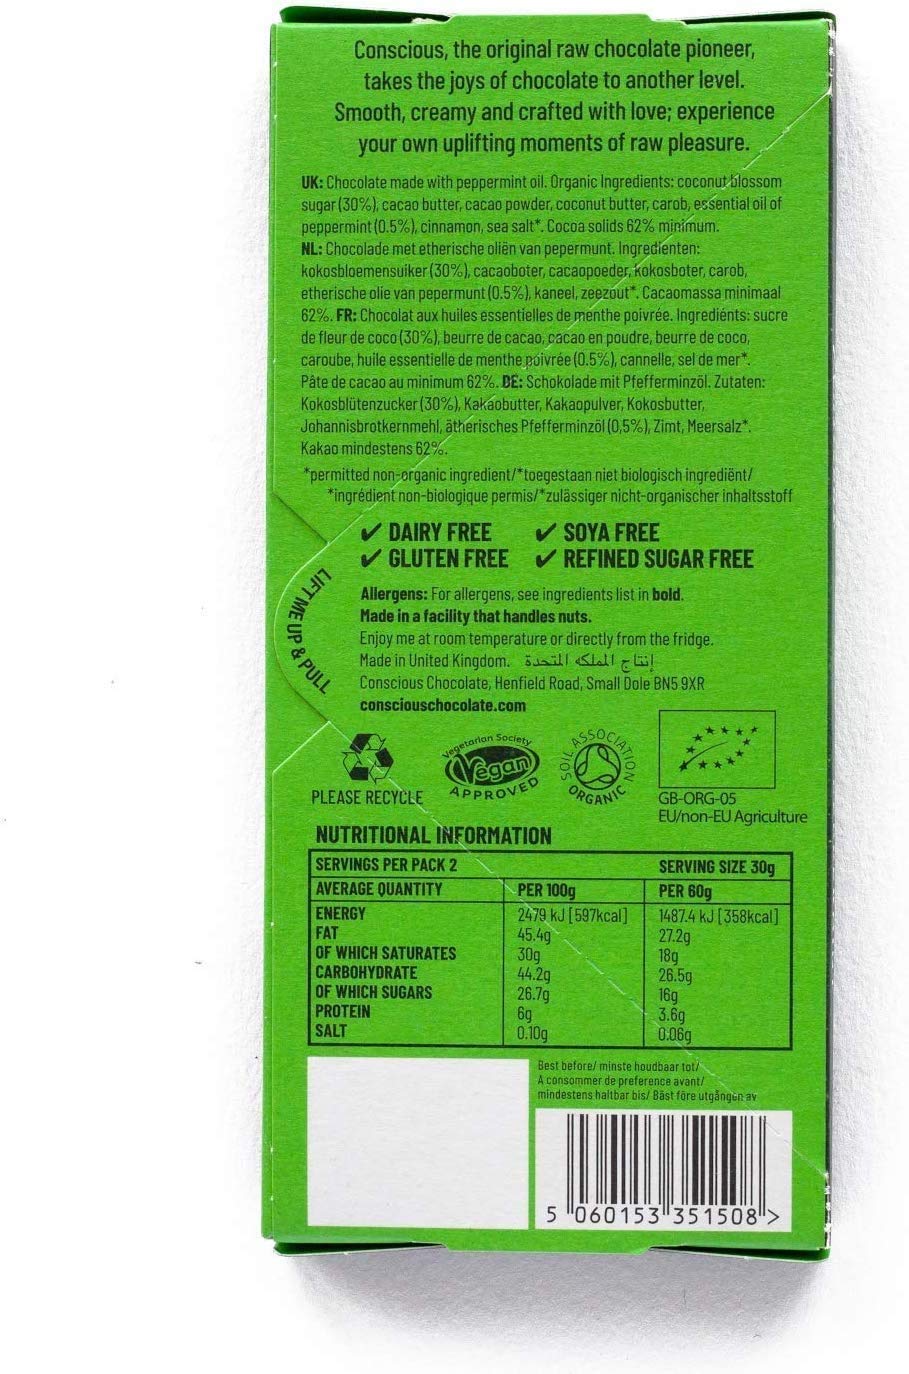 Conscious, the original raw chocolate pioneer,
takes the joys of chocolate to another level.
Smooth, creamy and crafted with love; experience
your own uplifting moments of raw pleasure.
UK: Chocolate made with peppermint oil. Organic Ingredients: coconut blossom
sugar (30%), cacao butter, cacao powder, coconut butter, carob, essential oil of
peppermint (0.5%), cinnamon, sea salt*. Cocoa solids 62% minimum.
NL: Chocolade met etherische oliën van pepermunt. Ingredienten:
kokosbloemensuiker (30%), cacaoboter, cacaopoeder, kokosboter, carob,
etherische olie van pepermunt (0.5%), kaneel, zeezout*. Cacaomassa minimaal
62%. FR: Chocolat aux huiles essentielles de menthe poivrée. Ingrediénts: sucre
de fleur de coco (30%), beurre de cacao, cacao en poudre, beurre de coco,
caroube, huile essentielle de menthe poivrée (0.5%), cannelle, sel de mer*.
Pâte de cacao au minimum 62%. DE: Schokolade mit Pfefferminzöl. Zutaten:
Kokosblütenzucker (30%), Kakaobutter, Kakaopulver, Kokosbutter,
Johannisbrotkernmehl, ätherisches Pfefferminzöl (0,5%), Zimt, Meersalz*.
Kakao mindestens 62%.
*permitted non-organic ingredient/*toegestaan niet biologisch ingrediënt/
*ingrédient non-biologique permis/*zulässiger nicht-organischer inhaltsstoff
✔ DAIRY FREE ✔ SOYA FREE
✔ GLUTEN FREE ✔ REFINED SUGAR FREE
LIFT ME UP & PULL
Allergens: For allergens, see ingredients list in bold.
Made in a facility that handles nuts.
Enjoy me at room temperature or directly from the fridge.
Made in United Kingdom. إنتاج الملكه المتحدة
Conscious Chocolate, Henfield Road, Small Dole BN5 9XR
consciouschocolate.com
PLEASE RECYCLE
Vegetarian Society
Vegan
APPROVED
SOIL ASSOCIATION
ORGANIC
GB-ORG-05
EU/non-EU Agriculture
NUTRITIONAL INFORMATION
SERVINGS PER PACK 2 SERVING SIZE 30g
AVERAGE QUANTITY PER 100g PER 60g
ENERGY 2479 kJ [597kcal] 1487.4 kJ [358kcal]
FAT 45.4g 27.2g
OF WHICH SATURATES 30g 18g
CARBOHYDRATE 44.2g 26.5g
OF WHICH SUGARS 26.7g 16g
PROTEIN 6g 3.6g
SALT 0.10g 0.06g
Best before/ minste houdbaar tot/
A consommer de preference avant/
mindestens haltbar bis/ Bäst före utgången av
5 060153 351508 >